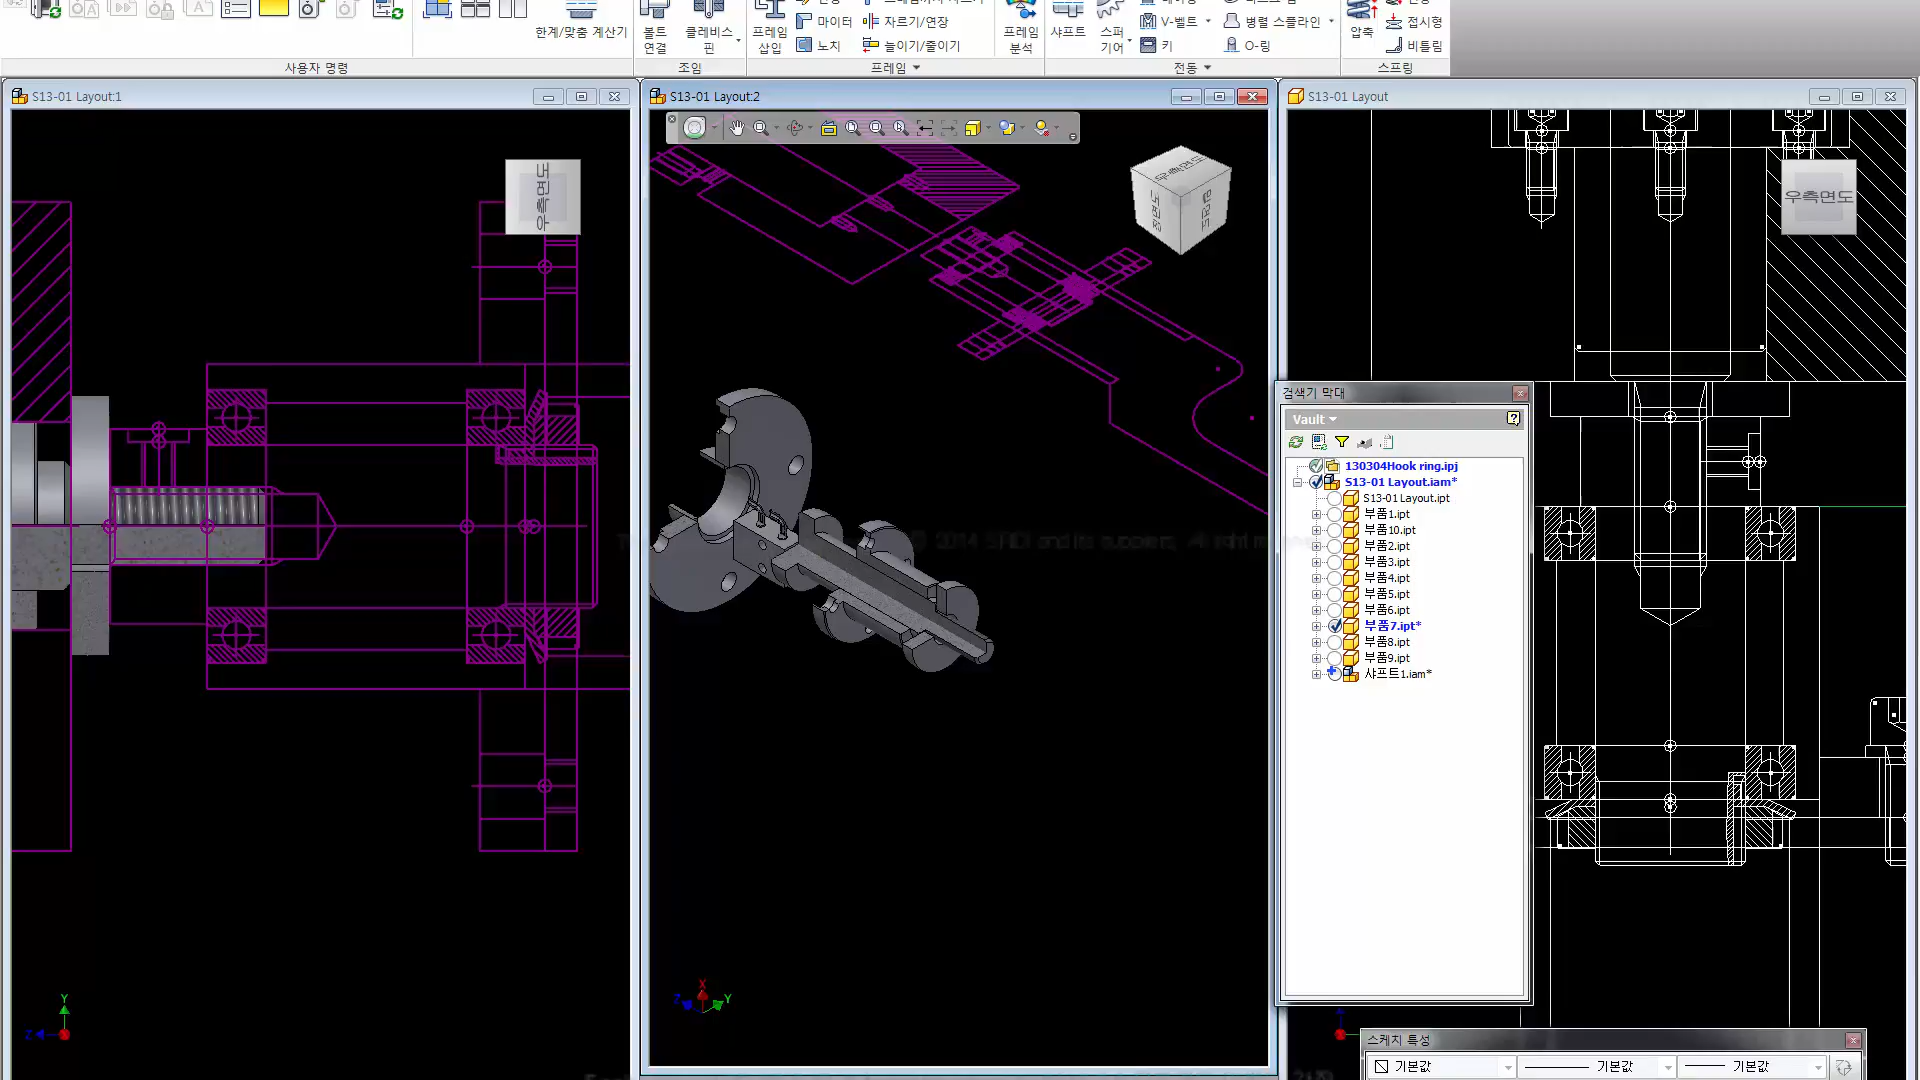 한계/맞춤 계산기
볼트
연결
클레비스
핀
프레임
삽입
마이터
노치
자르기/연장
늘이기/줄이기
프레임
분석
샤프트
스퍼
기어
V-벨트
키
병렬 스플라인
O-링
압축
접시형
비틀림
사용자 명령
조임
프레임
전동
스프링
S13-01 Layout:1
S13-01 Layout:2
S13-01 Layout
우측면도
우측면도
우측면도
검색기 막대
Vault
130304Hook ring.ipj
S13-01 Layout.iam*
S13-01 Layout.ipt
부품1.ipt
부품10.ipt
부품2.ipt
부품3.ipt
부품4.ipt
부품5.ipt
부품6.ipt
부품7.ipt*
부품8.ipt
부품9.ipt
샤프트1.iam*
Y
Z
X
Z
Y
스케치 특성
기본값
기본값
기본값